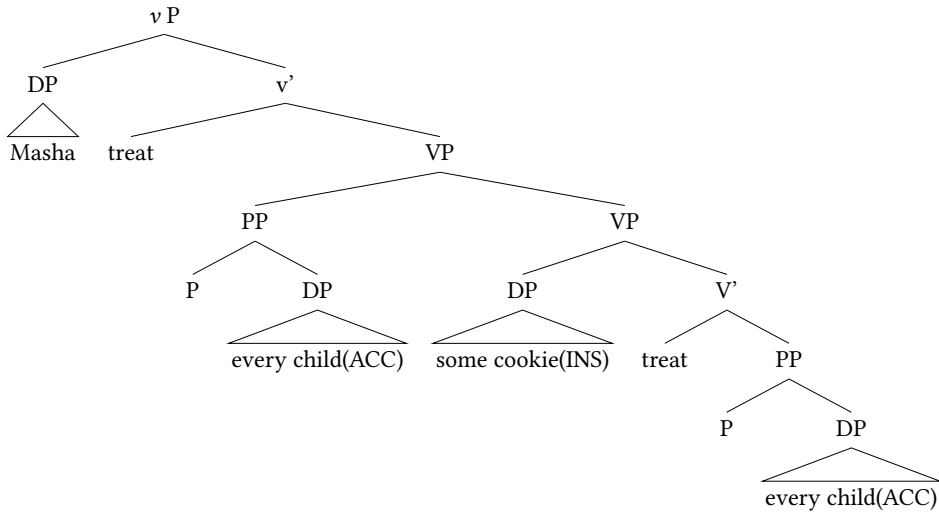 v P
DP v’
Masha treat VP
PP VP
P DP DP V’
every child(ACC) some cookie(INS) treat PP
P DP
every child(ACC)